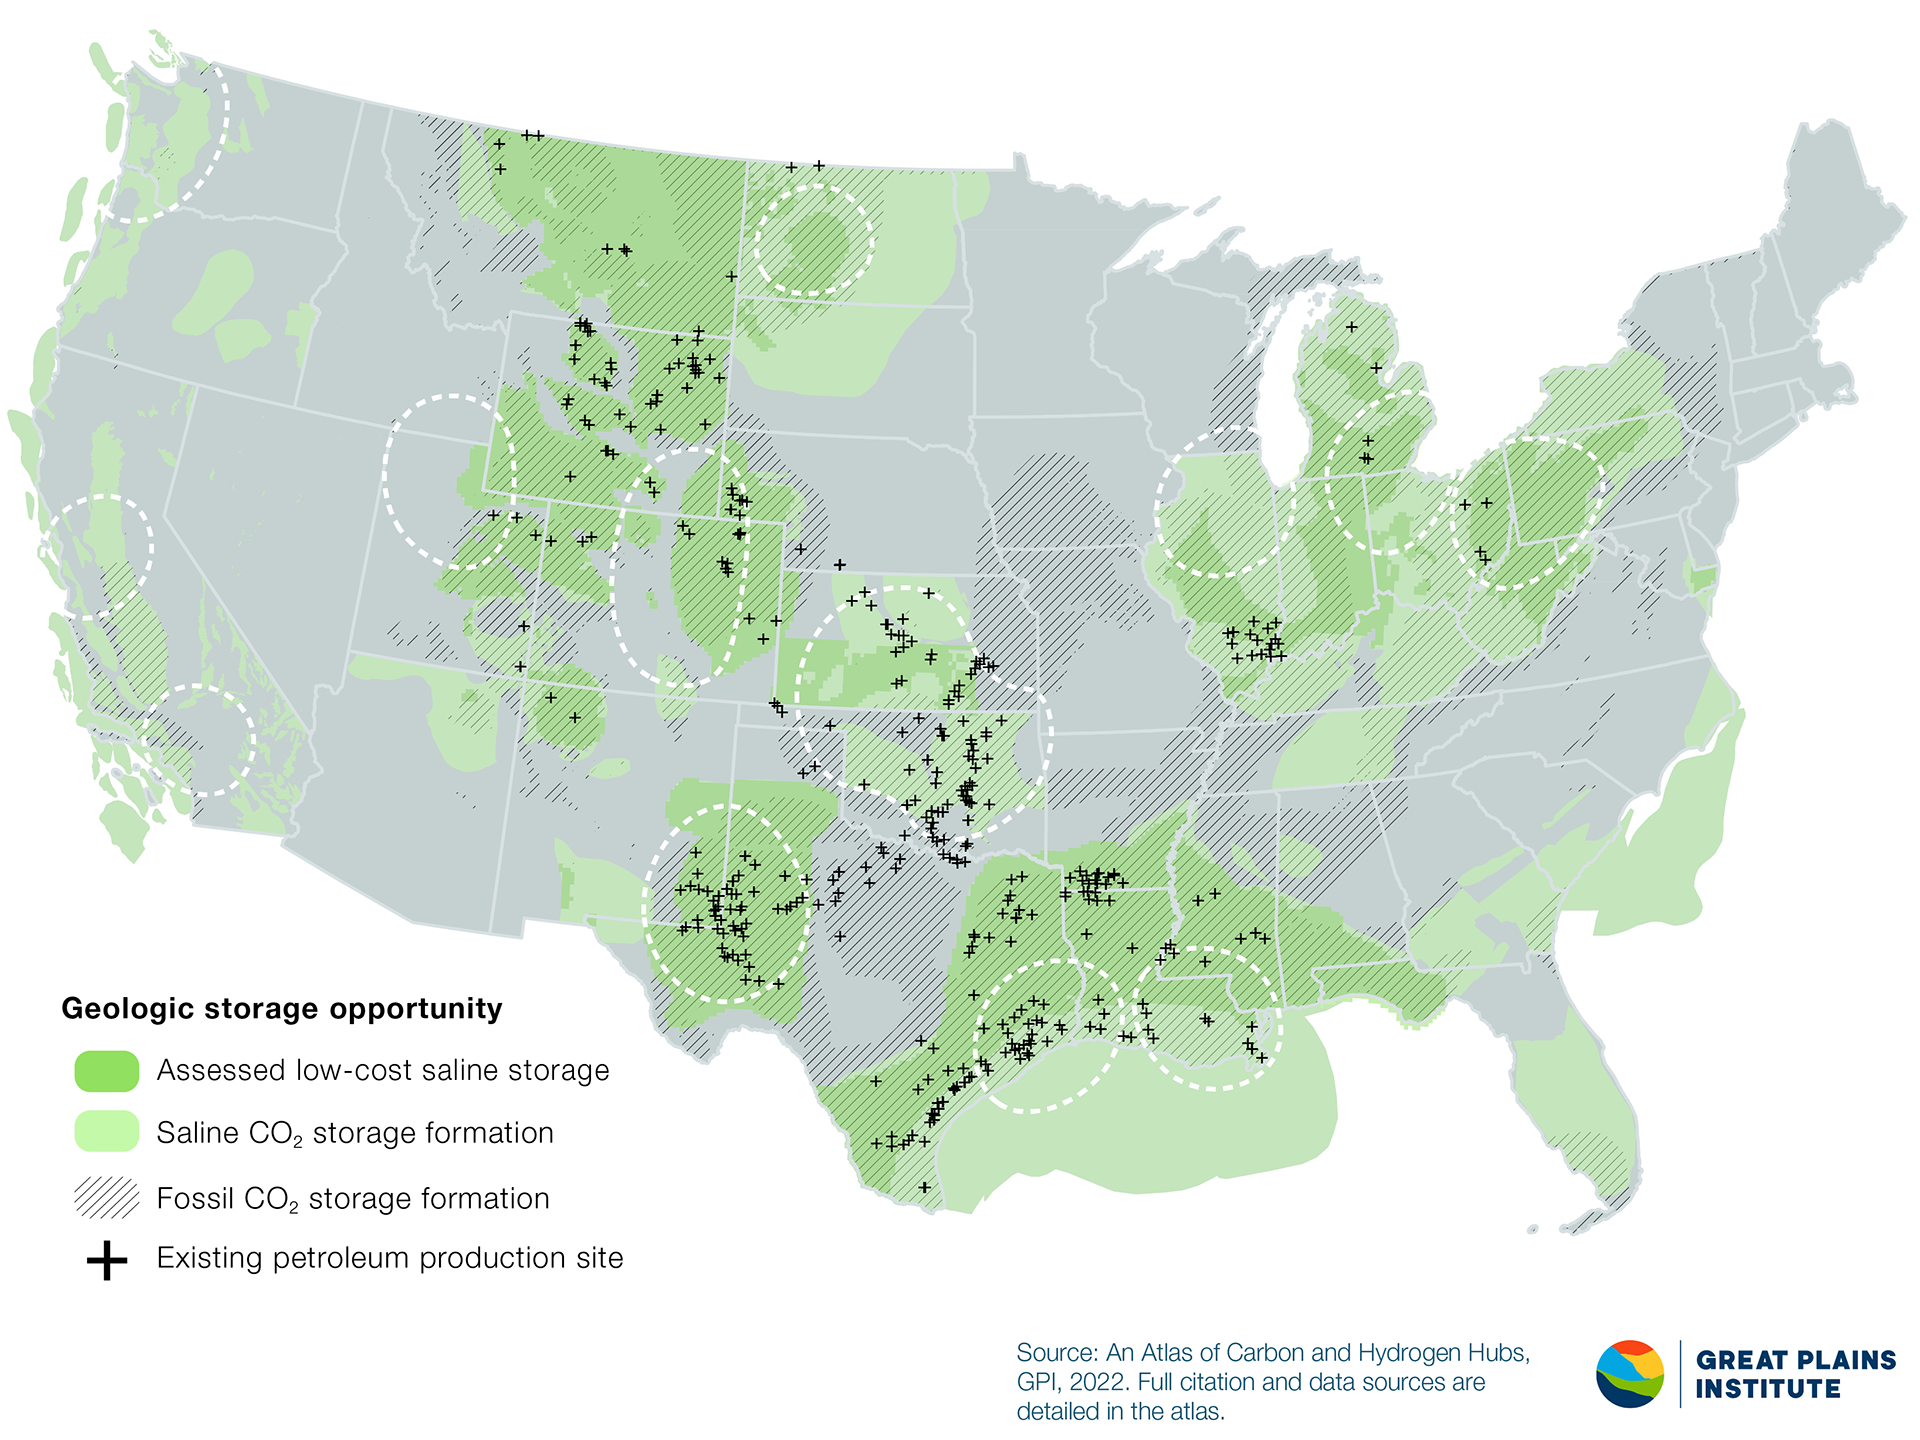 Geologic storage opportunity
Assessed low-cost saline storage
Saline CO₂ storage formation
Fossil CO₂ storage formation
Existing petroleum production site
Source: An Atlas of Carbon and Hydrogen Hubs,
GPI, 2022. Full citation and data sources are
detailed in the atlas.
GREAT PLAINS
INSTITUTE